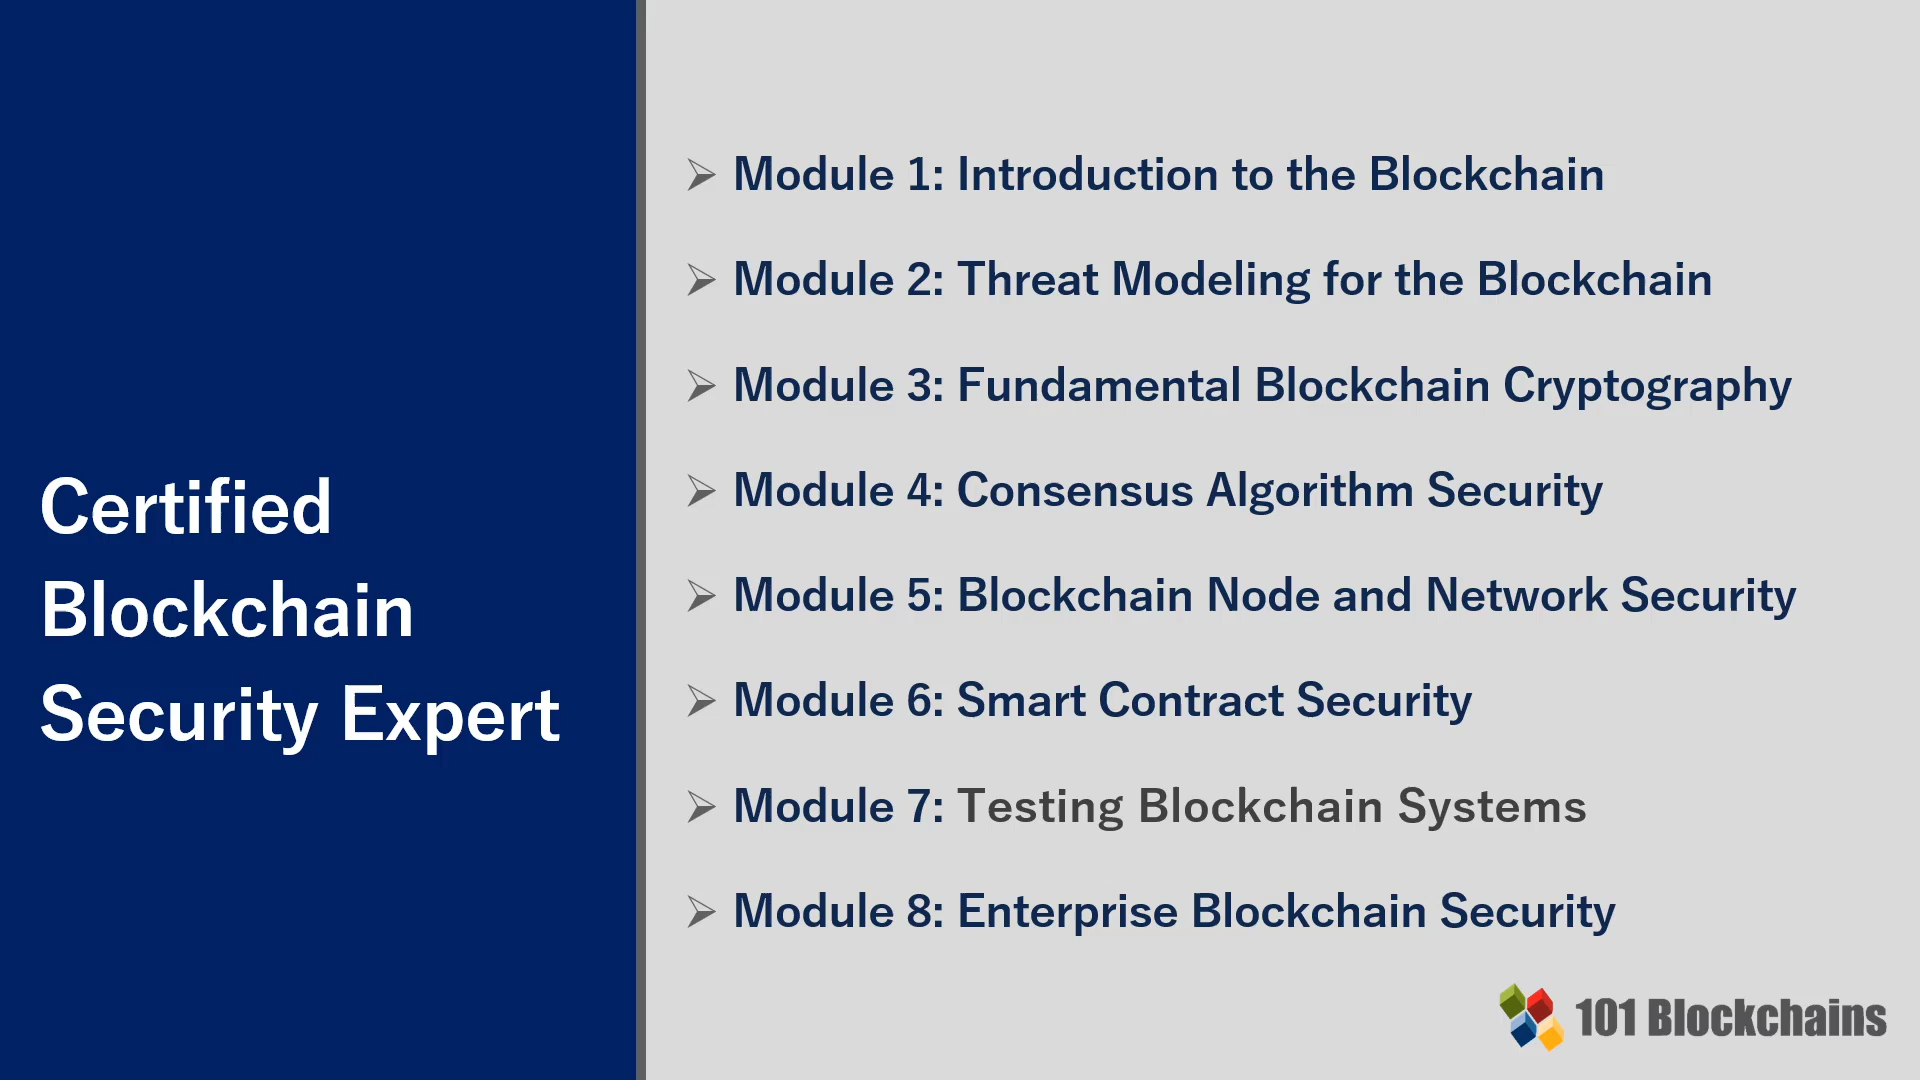 Certified
Blockchain
Security Expert
Module 1: Introduction to the Blockchain
Module 2: Threat Modeling for the Blockchain
Module 3: Fundamental Blockchain Cryptography
Module 4: Consensus Algorithm Security
Module 5: Blockchain Node and Network Security
Module 6: Smart Contract Security
Module 7: Testing Blockchain Systems
Module 8: Enterprise Blockchain Security
101 Blockchains